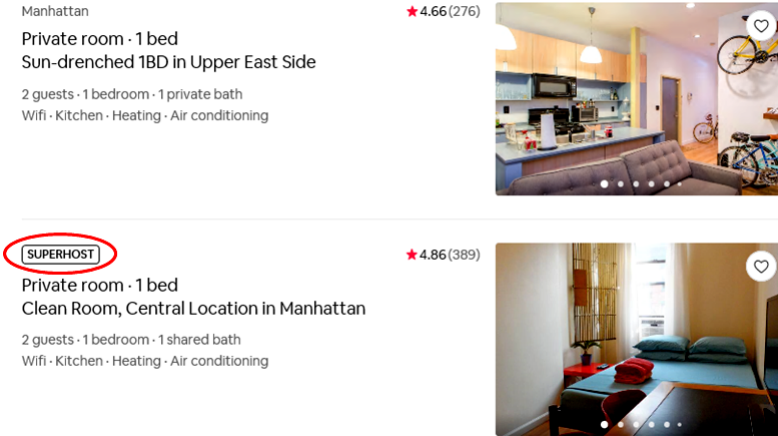 Manhattan
★ 4.66 (276)
Private room · 1 bed
Sun-drenched 1BD in Upper East Side
2 guests · 1 bedroom · 1 private bath
Wifi · Kitchen · Heating · Air conditioning
SUPERHOST
★ 4.86 (389)
Private room · 1 bed
Clean Room, Central Location in Manhattan
2 guests · 1 bedroom · 1 shared bath
Wifi · Kitchen · Heating · Air conditioning